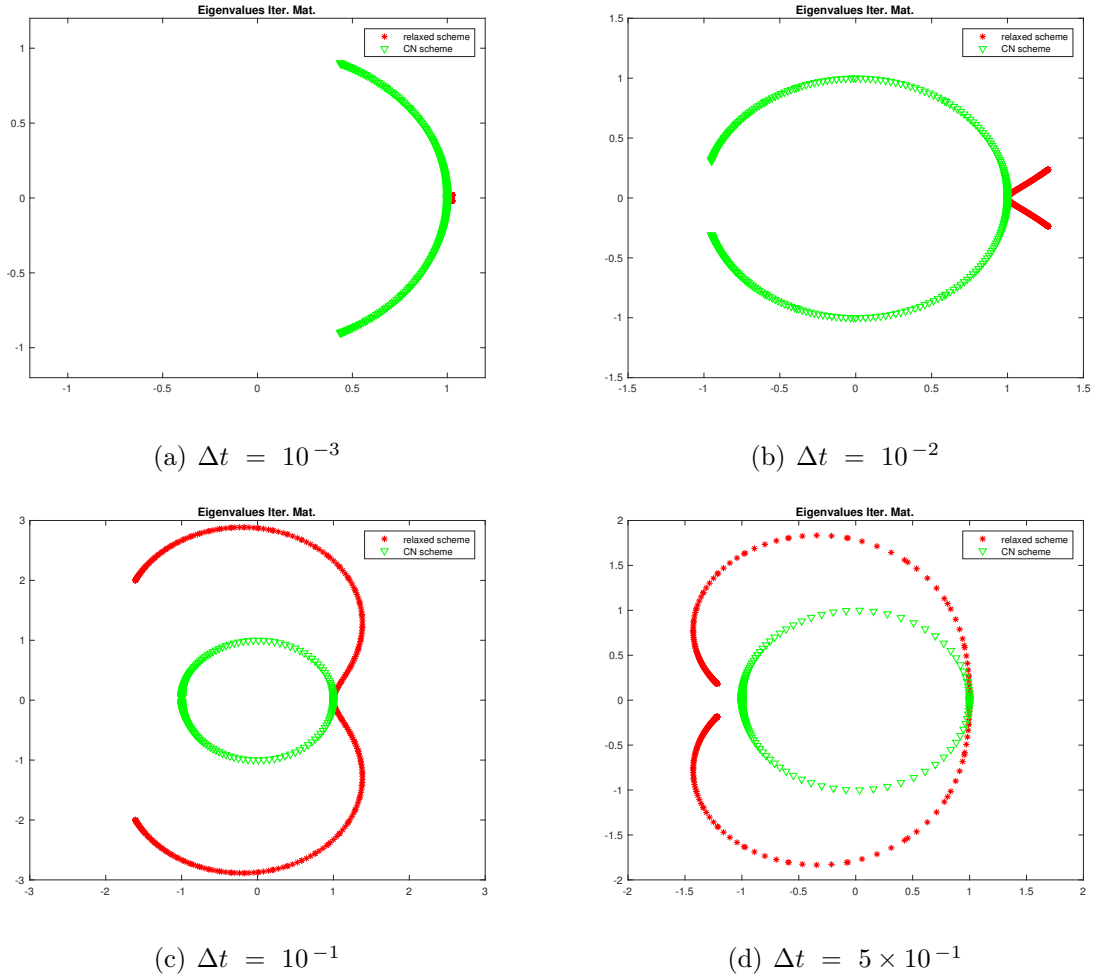 Eigenvalues Iter. Mat.
relaxed scheme
CN scheme
1
0.5
0
-0.5
-1
-1 -0.5 0 0.5 1
(a) Δt = 10⁻³
Eigenvalues Iter. Mat.
relaxed scheme
CN scheme
1.5
1
0.5
0
-0.5
-1
-1.5
-1.5 -1 -0.5 0 0.5 1 1.5
(b) Δt = 10⁻²
Eigenvalues Iter. Mat.
relaxed scheme
CN scheme
3
2
1
0
-1
-2
-3
-3 -2 -1 0 1 2 3
(c) Δt = 10⁻¹
Eigenvalues Iter. Mat.
relaxed scheme
CN scheme
2
1.5
1
0.5
0
-0.5
-1
-1.5
-2
-2 -1.5 -1 -0.5 0 0.5 1 1.5 2
(d) Δt = 5 × 10⁻¹